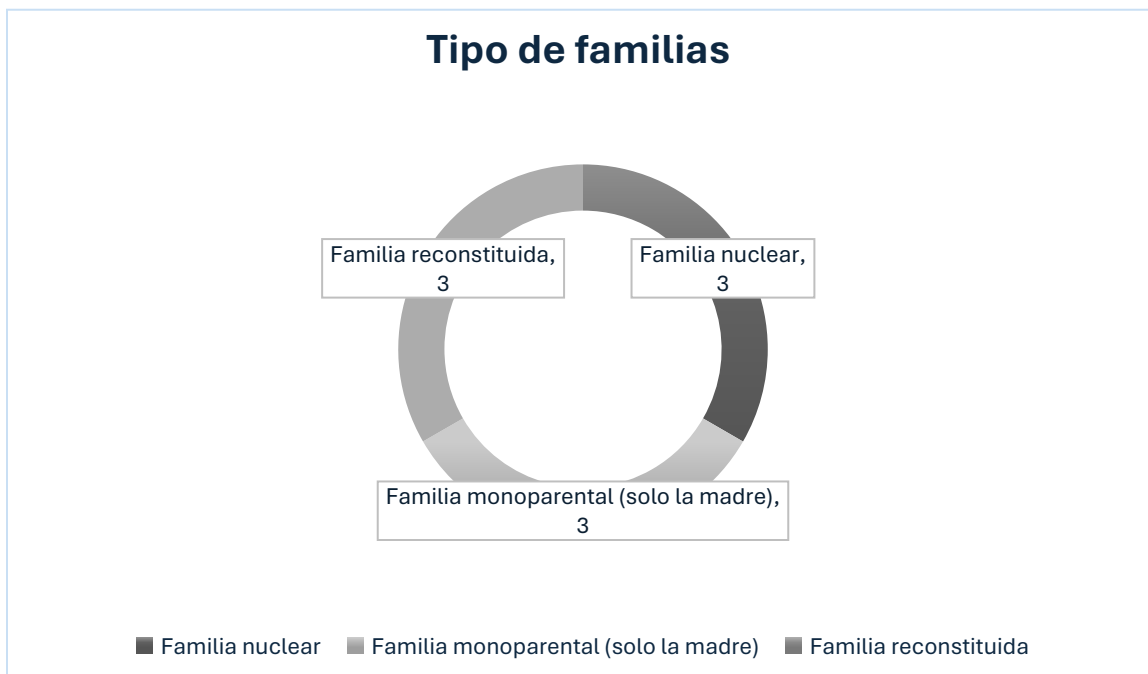 Tipo de familias
Familia reconstituida,
3
Familia nuclear,
3
Familia monoparental (solo la madre),
3
Familia nuclear
Familia monoparental (solo la madre)
Familia reconstituida